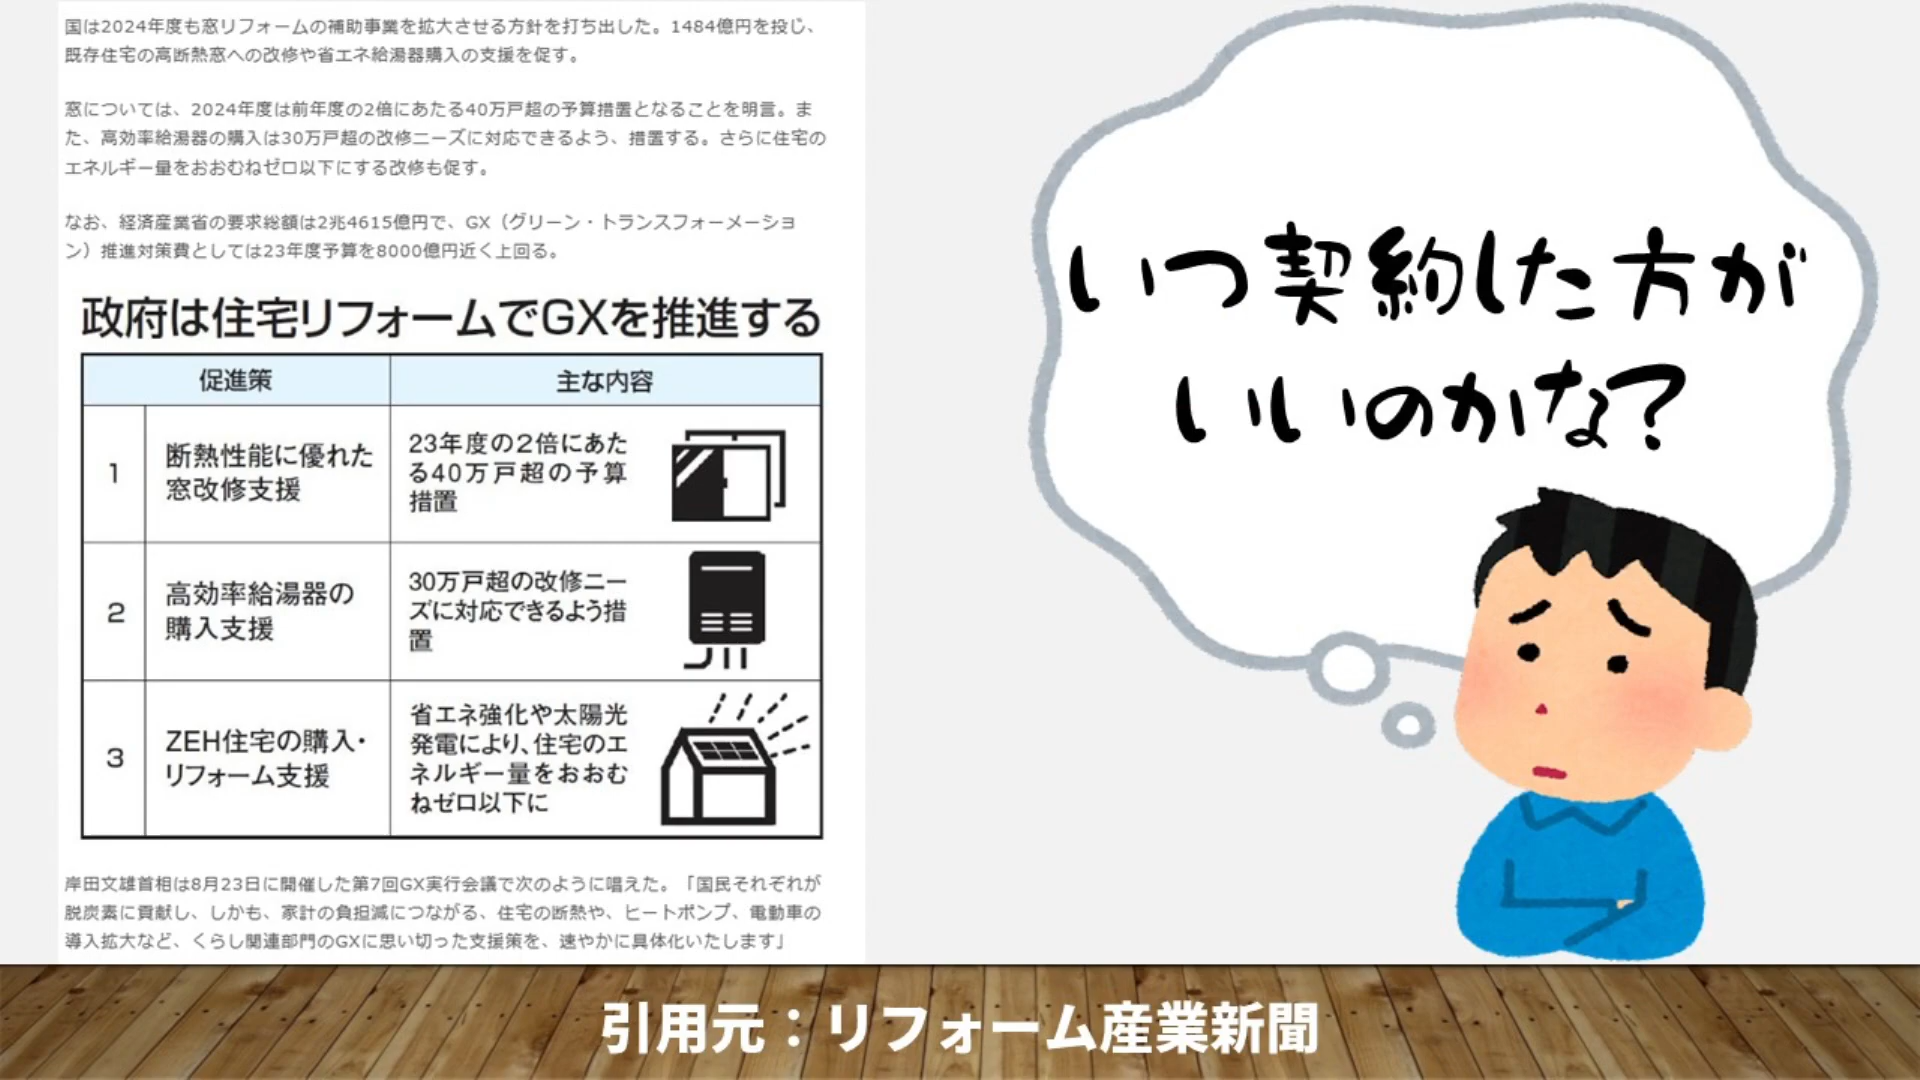 国は2024年度も窓リフォームの補助事業を拡大させる方針を打ち出した。1484億円を投じ、
既存住宅の高断熱窓への改修や省エネ給湯器購入の支援を促す。
窓については、2024年度は前年度の2倍にあたる40万戸超の予算措置となることを明言。ま
た、高効率給湯器の購入は30万戸超の改修ニーズに対応できるよう、措置する。さらに住宅の
エネルギー量をおおむねゼロ以下にする改修も促す。
なお、経済産業省の要求総額は2兆4615億円で、GX（グリーン・トランスフォーメーショ
ン）推進対策費としては23年度予算を8000億円近く上回る。
政府は住宅リフォームでGXを推進する
促進策
主な内容
1
断熱性能に優れた
窓改修支援
23年度の2倍にあた
る40万戸超の予算
措置
2
高効率給湯器の
購入支援
30万戸超の改修ニー
ズに対応できるよう措
置
3
ZEH住宅の購入・
リフォーム支援
省エネ強化や太陽光
発電により、住宅のエ
ネルギー量をおおむ
ねゼロ以下に
岸田文雄首相は8月23日に開催した第7回GX実行会議で次のように唱えた。「国民それぞれが
脱炭素に貢献し、しかも、家計の負担減につながる、住宅の断熱や、ヒートポンプ、電動車の
導入拡大など、くらし関連部門のGXに思い切った支援策を、速やかに具体化いたします」
いつ契約した方が
いいのかな?
引用元：リフォーム産業新聞